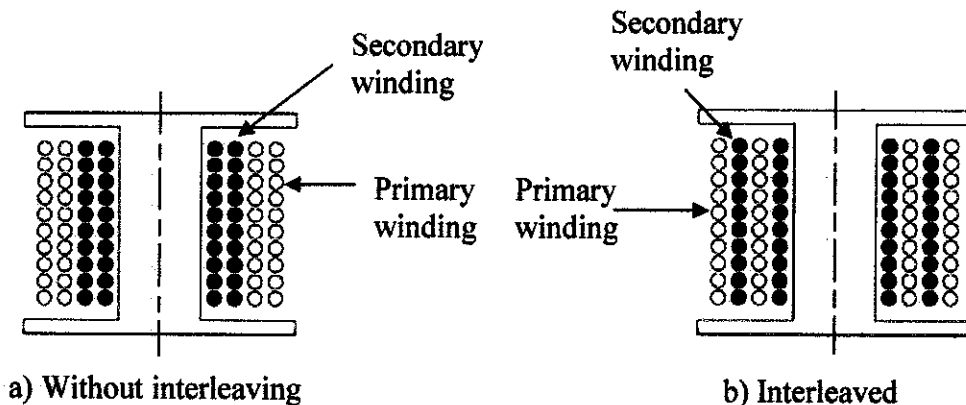 Secondary
winding
Primary
winding
a) Without interleaving
Secondary
winding
Primary
winding
b) Interleaved